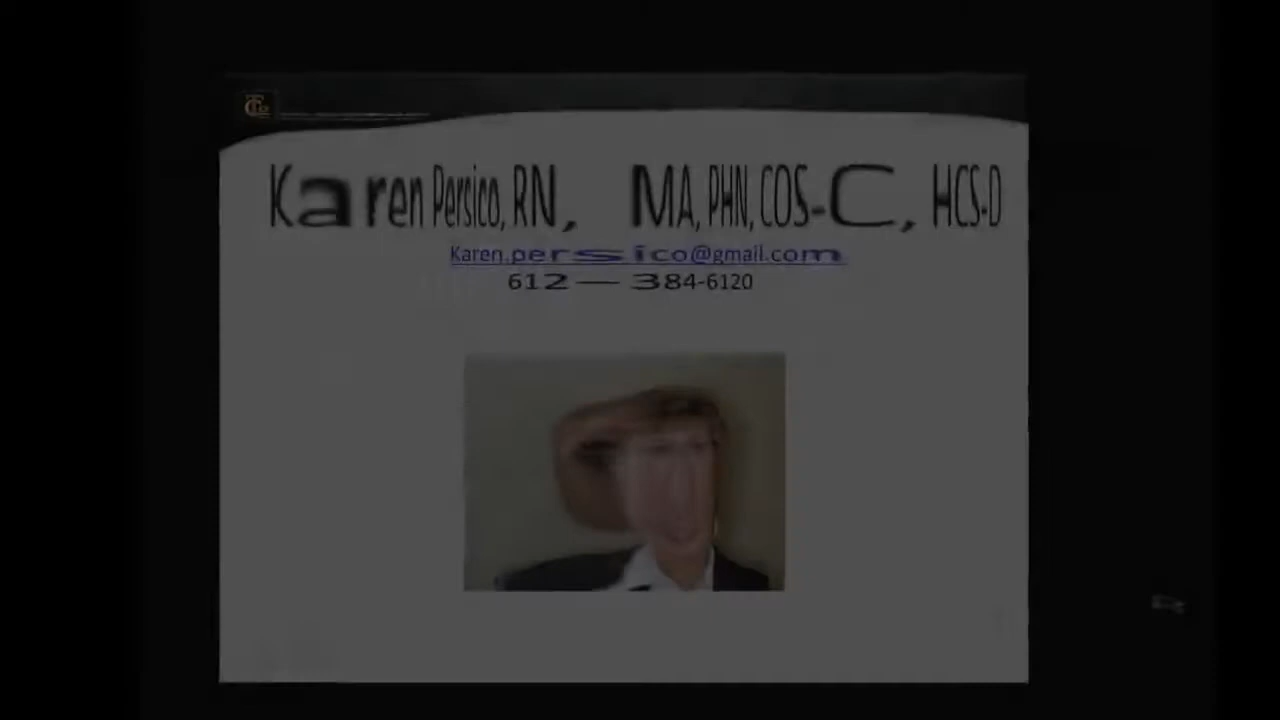 Karen Persico, RN, MA, PHN, COS-C, HCS-D
Karen.persico@gmail.com
612 — 384-6120